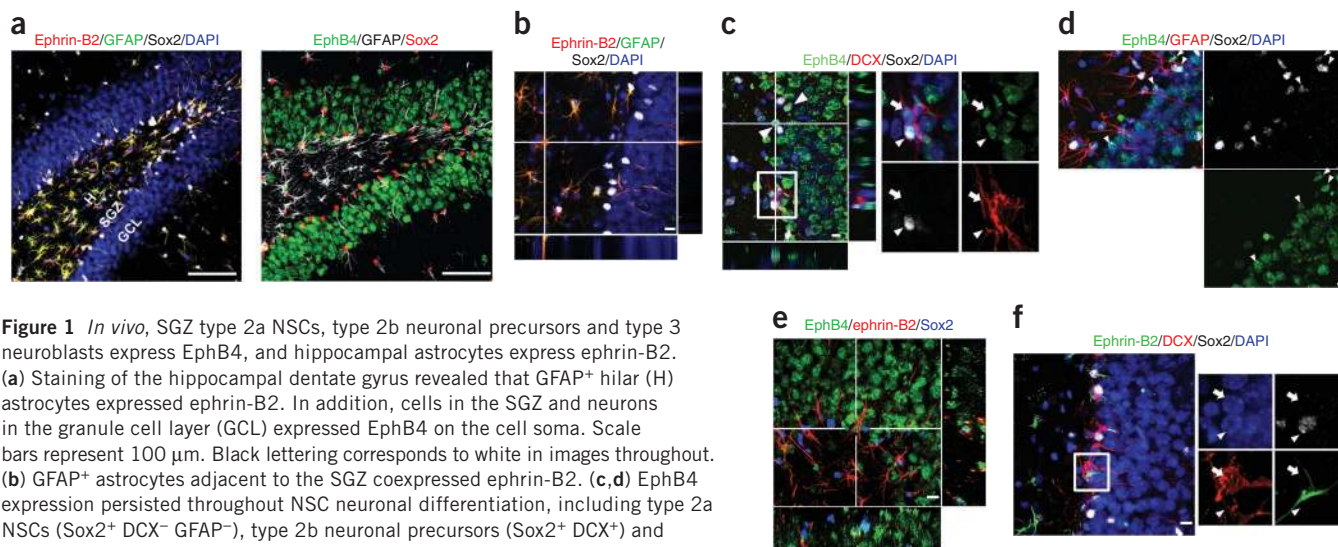 a
Ephrin-B2/GFAP/Sox2/DAPI
EphB4/GFAP/Sox2
H
SGZ
GCL
b
Ephrin-B2/GFAP/
Sox2/DAPI
c
EphB4/DCX/Sox2/DAPI
d
EphB4/GFAP/Sox2/DAPI
Figure 1 In vivo, SGZ type 2a NSCs, type 2b neuronal precursors and type 3
neuroblasts express EphB4, and hippocampal astrocytes express ephrin-B2.
(a) Staining of the hippocampal dentate gyrus revealed that GFAP⁺ hilar (H)
astrocytes expressed ephrin-B2. In addition, cells in the SGZ and neurons
in the granule cell layer (GCL) expressed EphB4 on the cell soma. Scale
bars represent 100 μm. Black lettering corresponds to white in images throughout.
(b) GFAP⁺ astrocytes adjacent to the SGZ coexpressed ephrin-B2. (c,d) EphB4
expression persisted throughout NSC neuronal differentiation, including type 2a
NSCs (Sox2⁺ DCX⁻ GFAP⁻), type 2b neuronal precursors (Sox2⁺ DCX⁺) and
e
EphB4/ephrin-B2/Sox2
f
Ephrin-B2/DCX/Sox2/DAPI